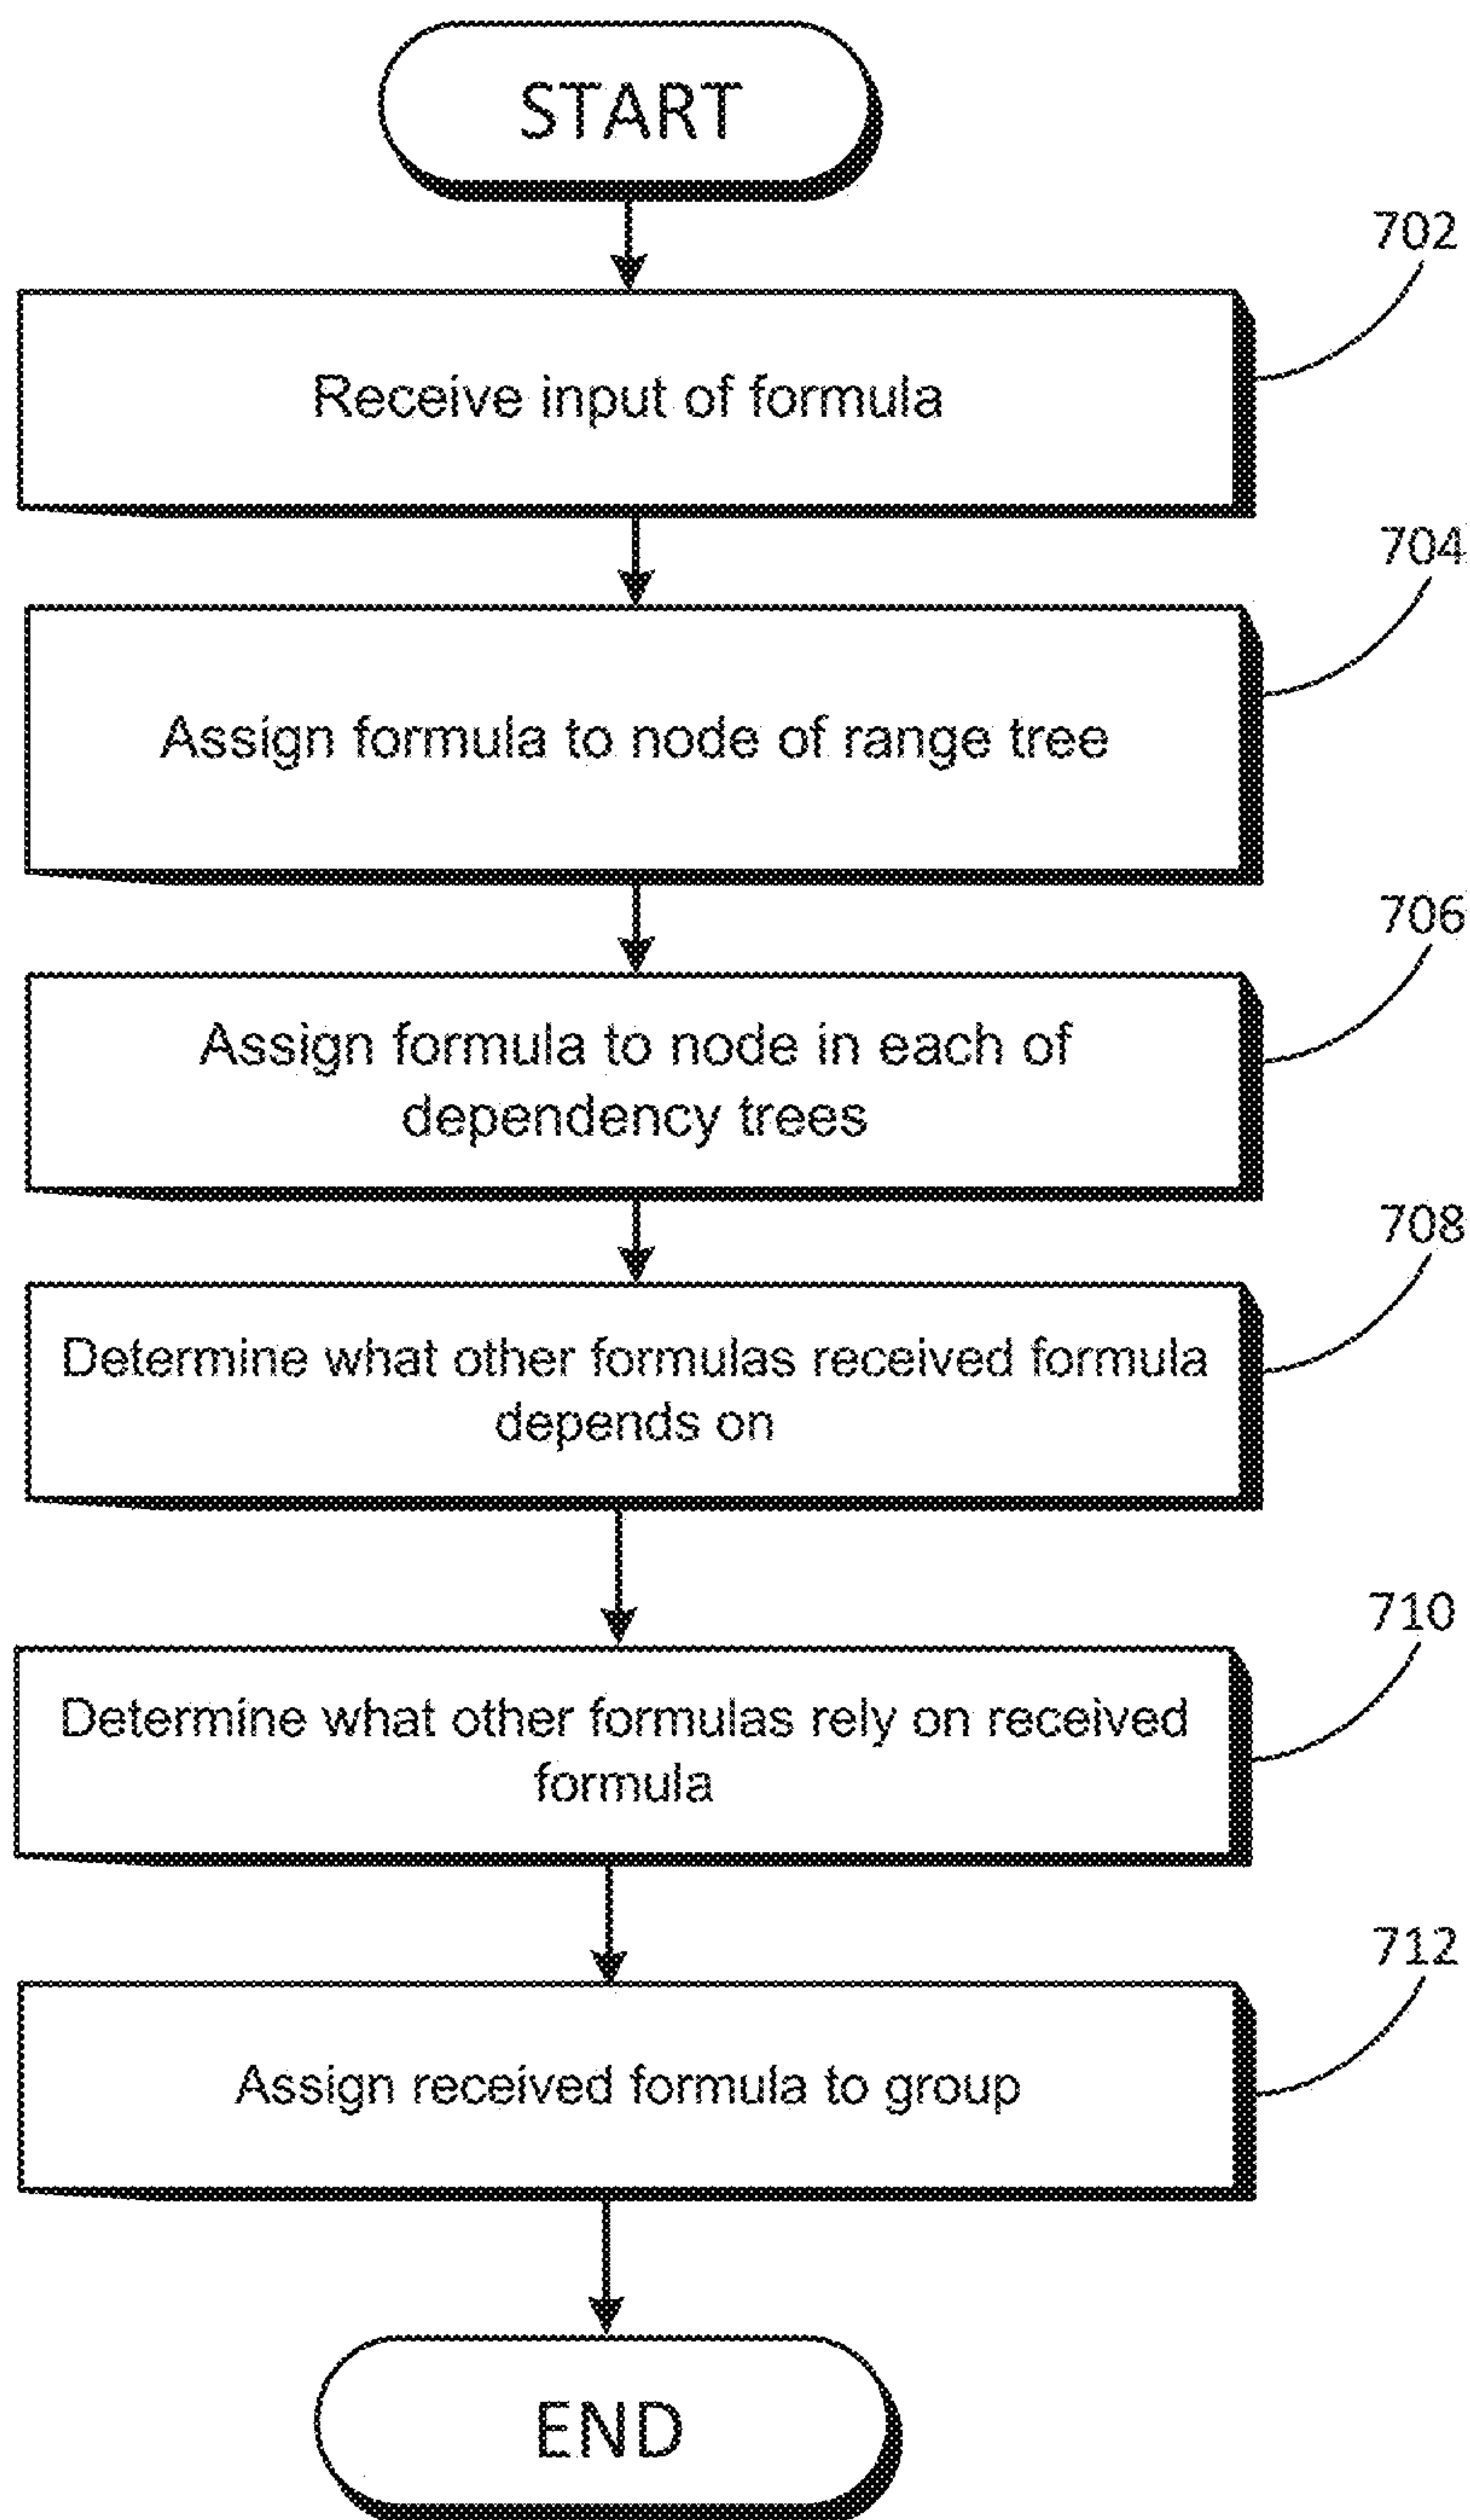 START
702
Receive input of formula
704
Assign formula to node of range tree
706
Assign formula to node in each of
dependency trees
708
Determine what other formulas received formula
depends on
710
Determine what other formulas rely on received
formula
712
Assign received formula to group
END